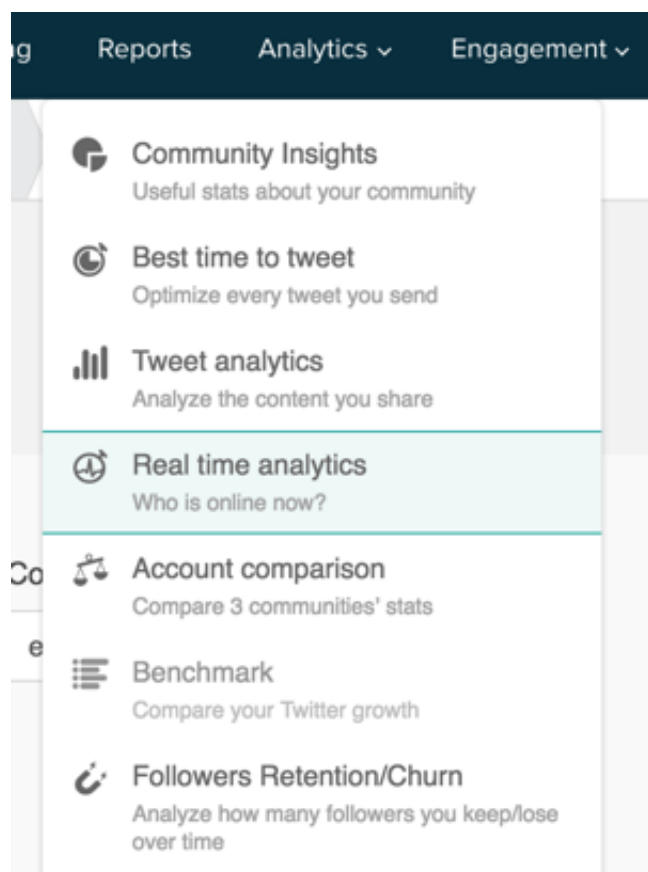 ng Reports Analytics Engagement
Community Insights
Useful stats about your community
Best time to tweet
Optimize every tweet you send
Tweet analytics
Analyze the content you share
Real time analytics
Who is online now?
Co
Account comparison
Compare 3 communities' stats
e
Benchmark
Compare your Twitter growth
Followers Retention/Churn
Analyze how many followers you keep/lose
over time